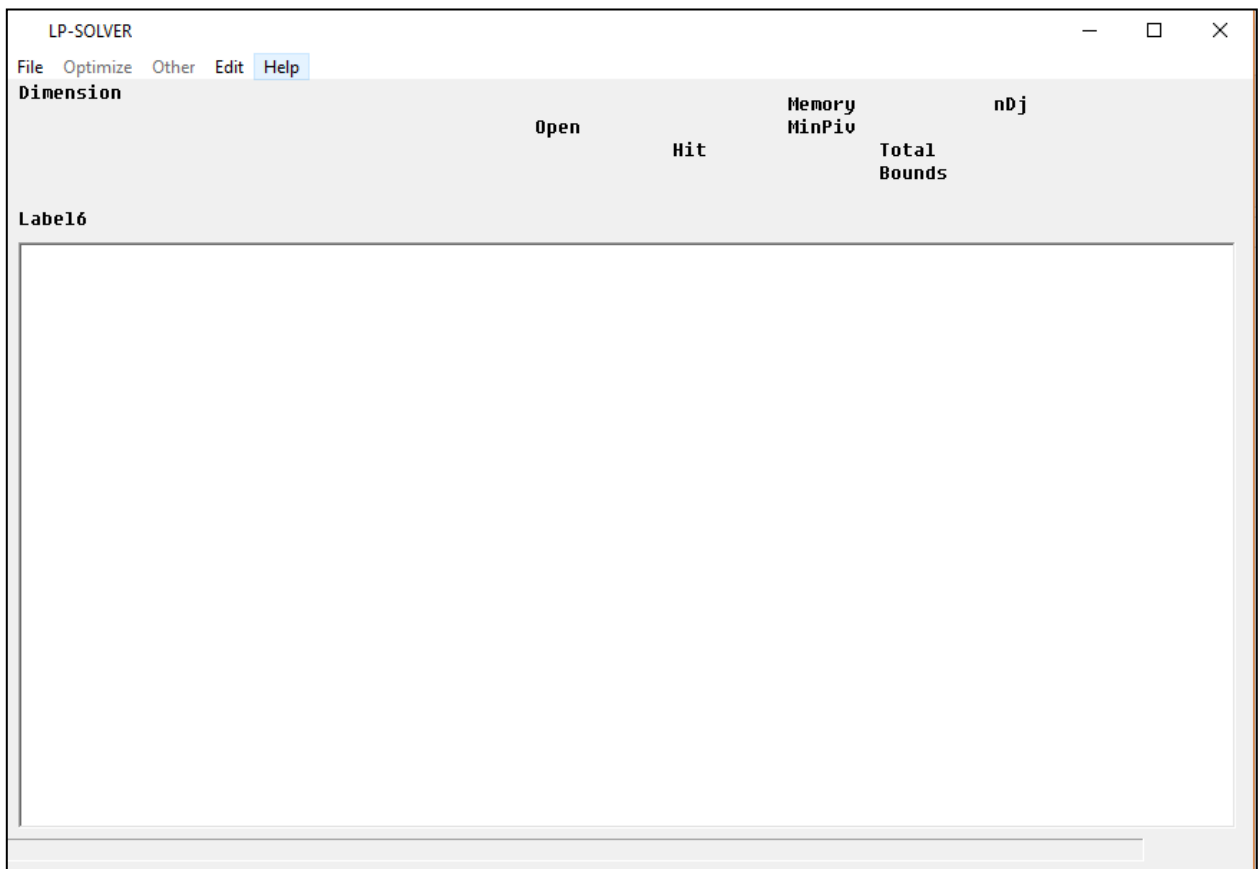 LP-SOLVER
File Optimize Other Edit Help
Dimension
Memory nDj
Open MinPiv
Hit Total
Bounds
Label6